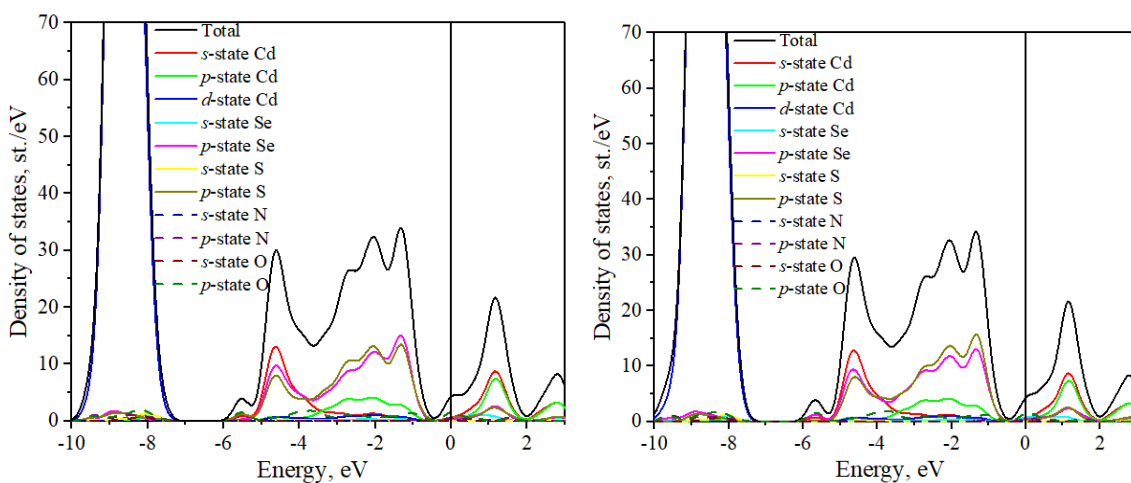 70
60
50
40
30
20
10
0
Density of states, st./eV
Total
s-state Cd
p-state Cd
d-state Cd
s-state Se
p-state Se
s-state S
p-state S
s-state N
p-state N
s-state O
p-state O
-10 -8 -6 -4 -2 0 2
Energy, eV
70
60
50
40
30
20
10
0
Density of states, st./eV
Total
s-state Cd
p-state Cd
d-state Cd
s-state Se
p-state Se
s-state S
p-state S
s-state N
p-state N
s-state O
p-state O
-10 -8 -6 -4 -2 0 2
Energy, eV